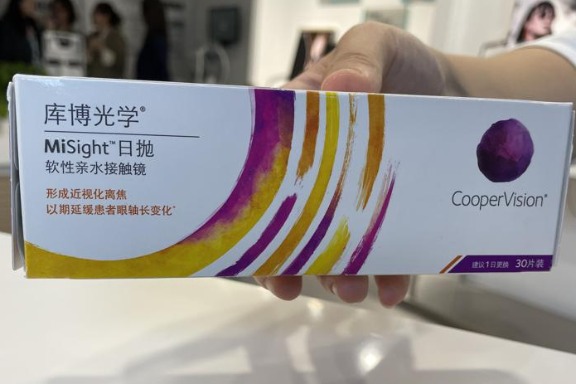 库博光学®
MiSight™日抛
软性亲水接触镜
形成近视化离焦
以期延缓患者眼轴长变化*
CooperVision®
建议1日更换 30片装